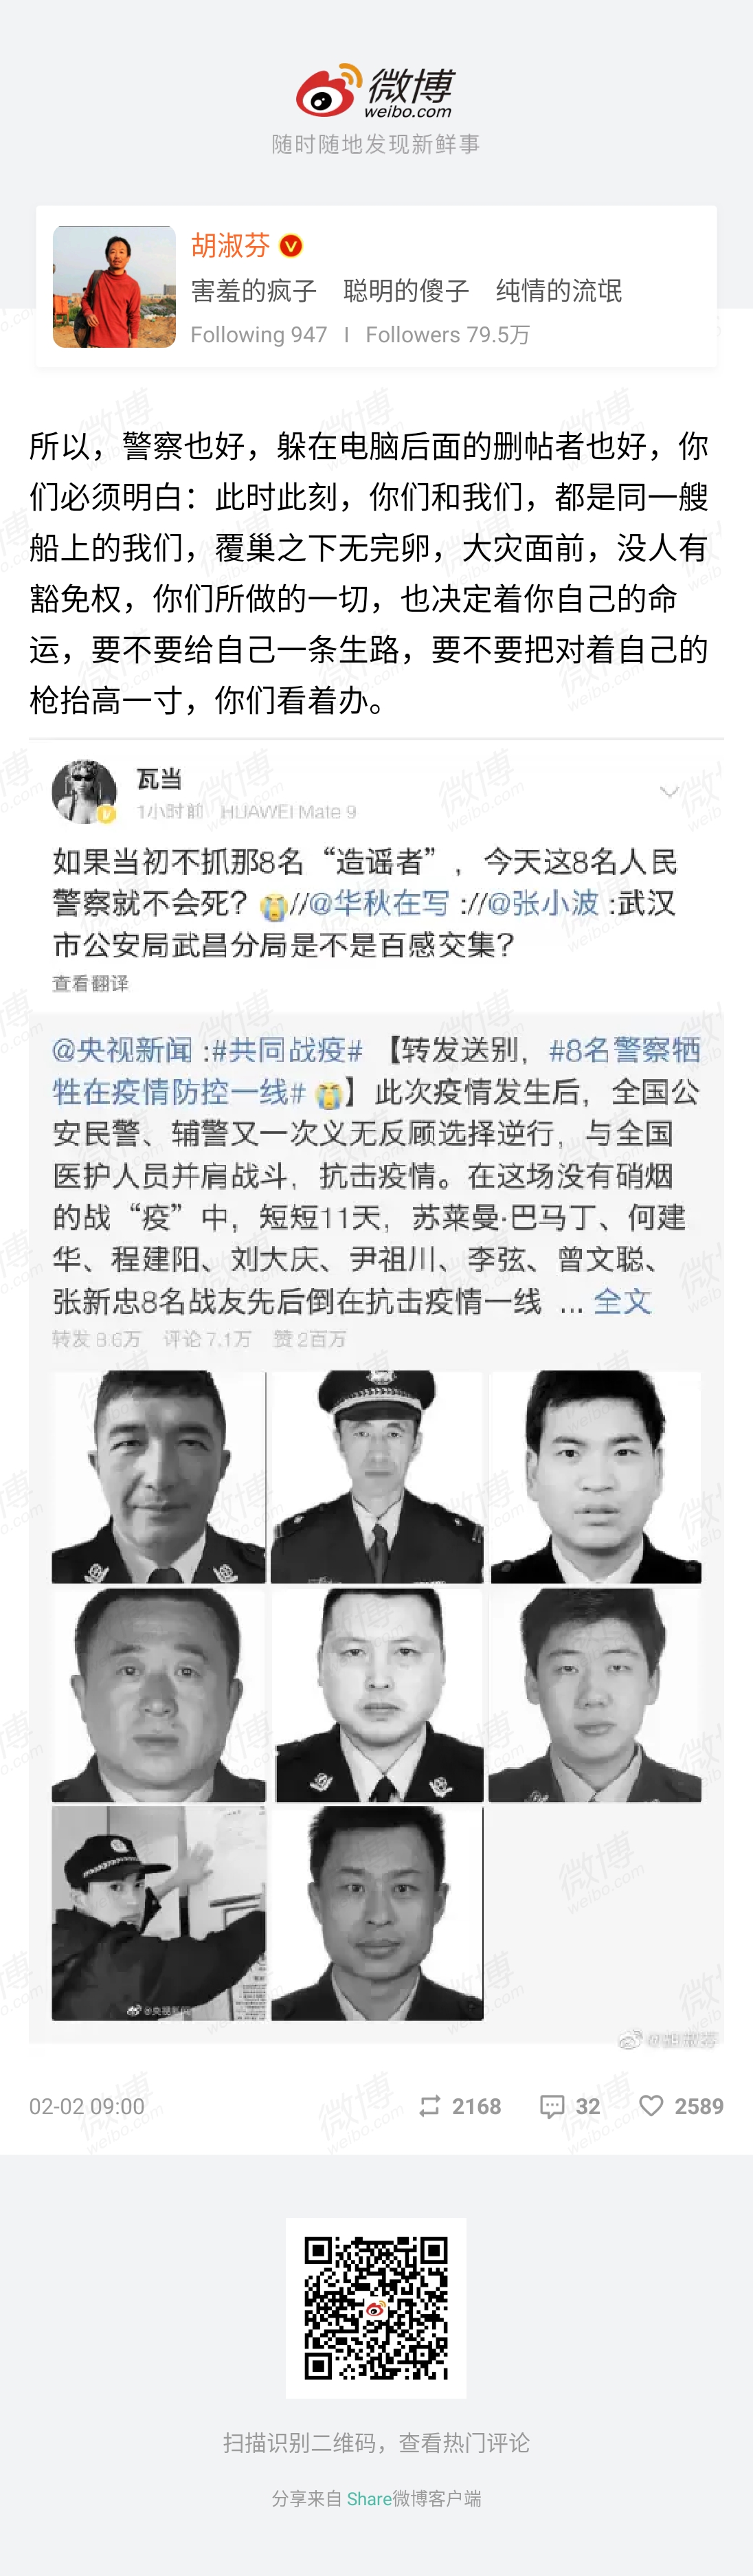 微博
weibo.com
随时随地发现新鲜事
胡淑芬
害羞的疯子 聪明的傻子 纯情的流氓
Following 947 | Followers 79.5万
所以，警察也好，躲在电脑后面的删帖者也好，你
们必须明白：此时此刻，你们和我们，都是同一艘
船上的我们，覆巢之下无完卵，大灾面前，没人有
豁免权，你们所做的一切，也决定着你自己的命
运，要不要给自己一条生路，要不要把对着自己的
枪抬高一寸，你们看着办。
瓦当
1小时前 HUAWEI Mate 9
如果当初不抓那8名“造谣者”，今天这8名人民
警察就不会死？😭//@华秋在写 ://@张小波 :武汉
市公安局武昌分局是不是百感交集？
查看翻译
@央视新闻 :#共同战疫# 【转发送别，#8名警察牺
牲在疫情防控一线# 😭】此次疫情发生后，全国公
安民警、辅警又一次义无反顾选择逆行，与全国
医护人员并肩战斗，抗击疫情。在这场没有硝烟
的战“疫”中，短短11天，苏莱曼·巴马丁、何建
华、程建阳、刘大庆、尹祖川、李弦、曾文聪、
张新忠8名战友先后倒在抗击疫情一线 ... 全文
转发 8.6万 评论 7.1万 赞 2百万
@央视新闻
@胡淑芬
02-02 09:00 2168 32 2589
扫描识别二维码，查看热门评论
分享来自 Share微博客户端